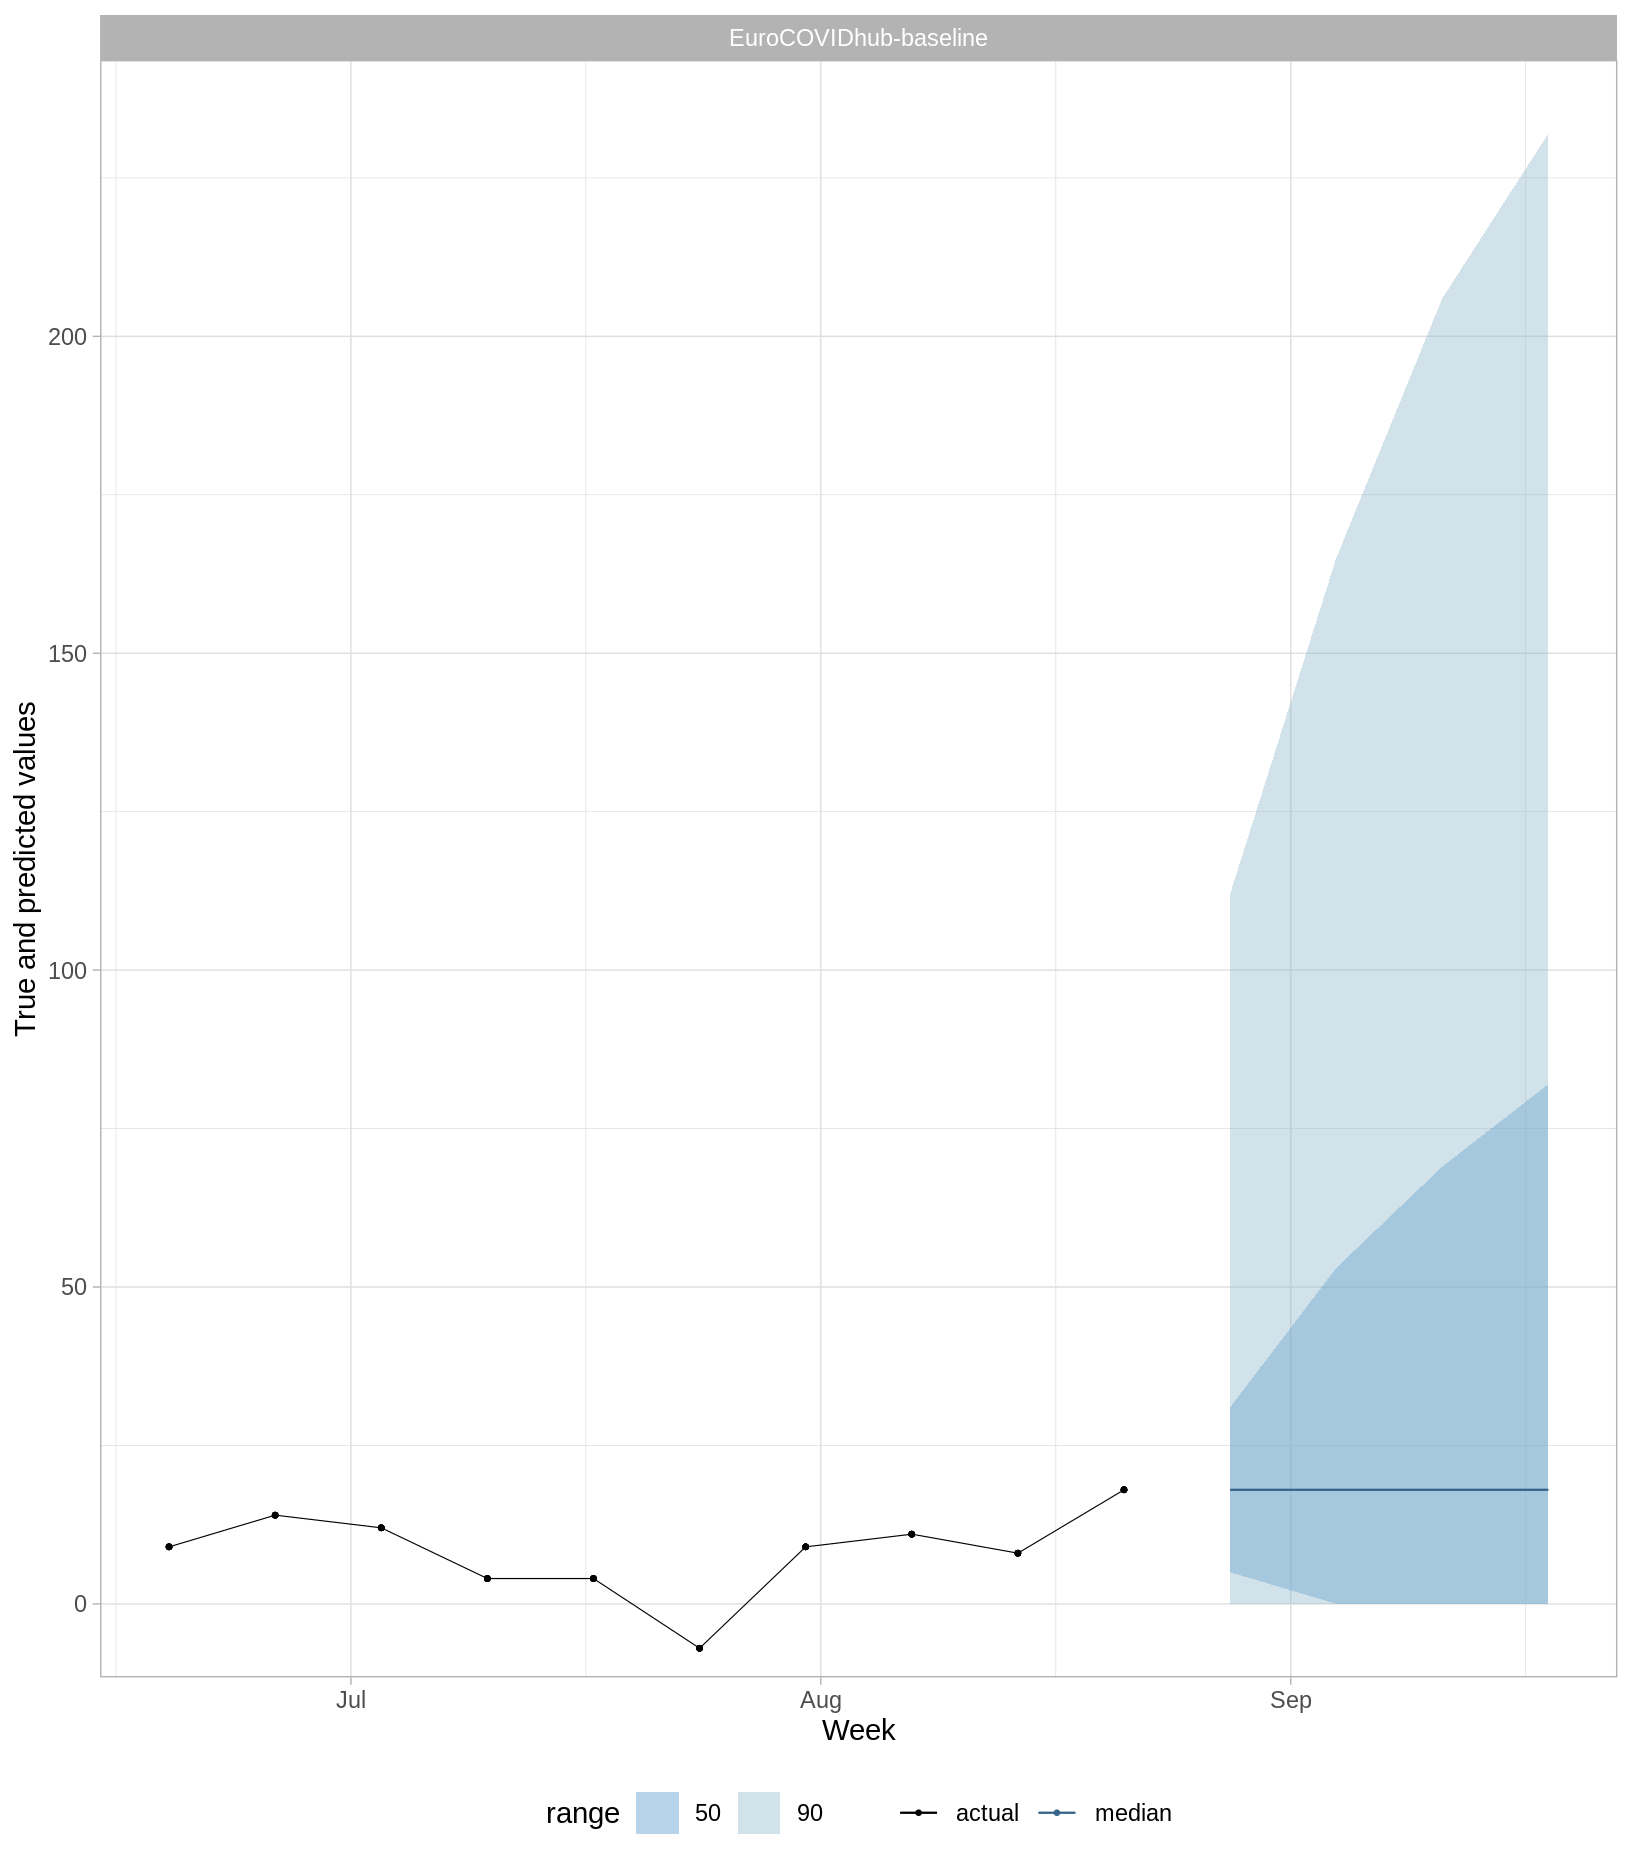 EuroCOVIDhub-baseline
200
150
100
50
0
True and predicted values
Jul Aug Sep
Week
range 50 90 actual median